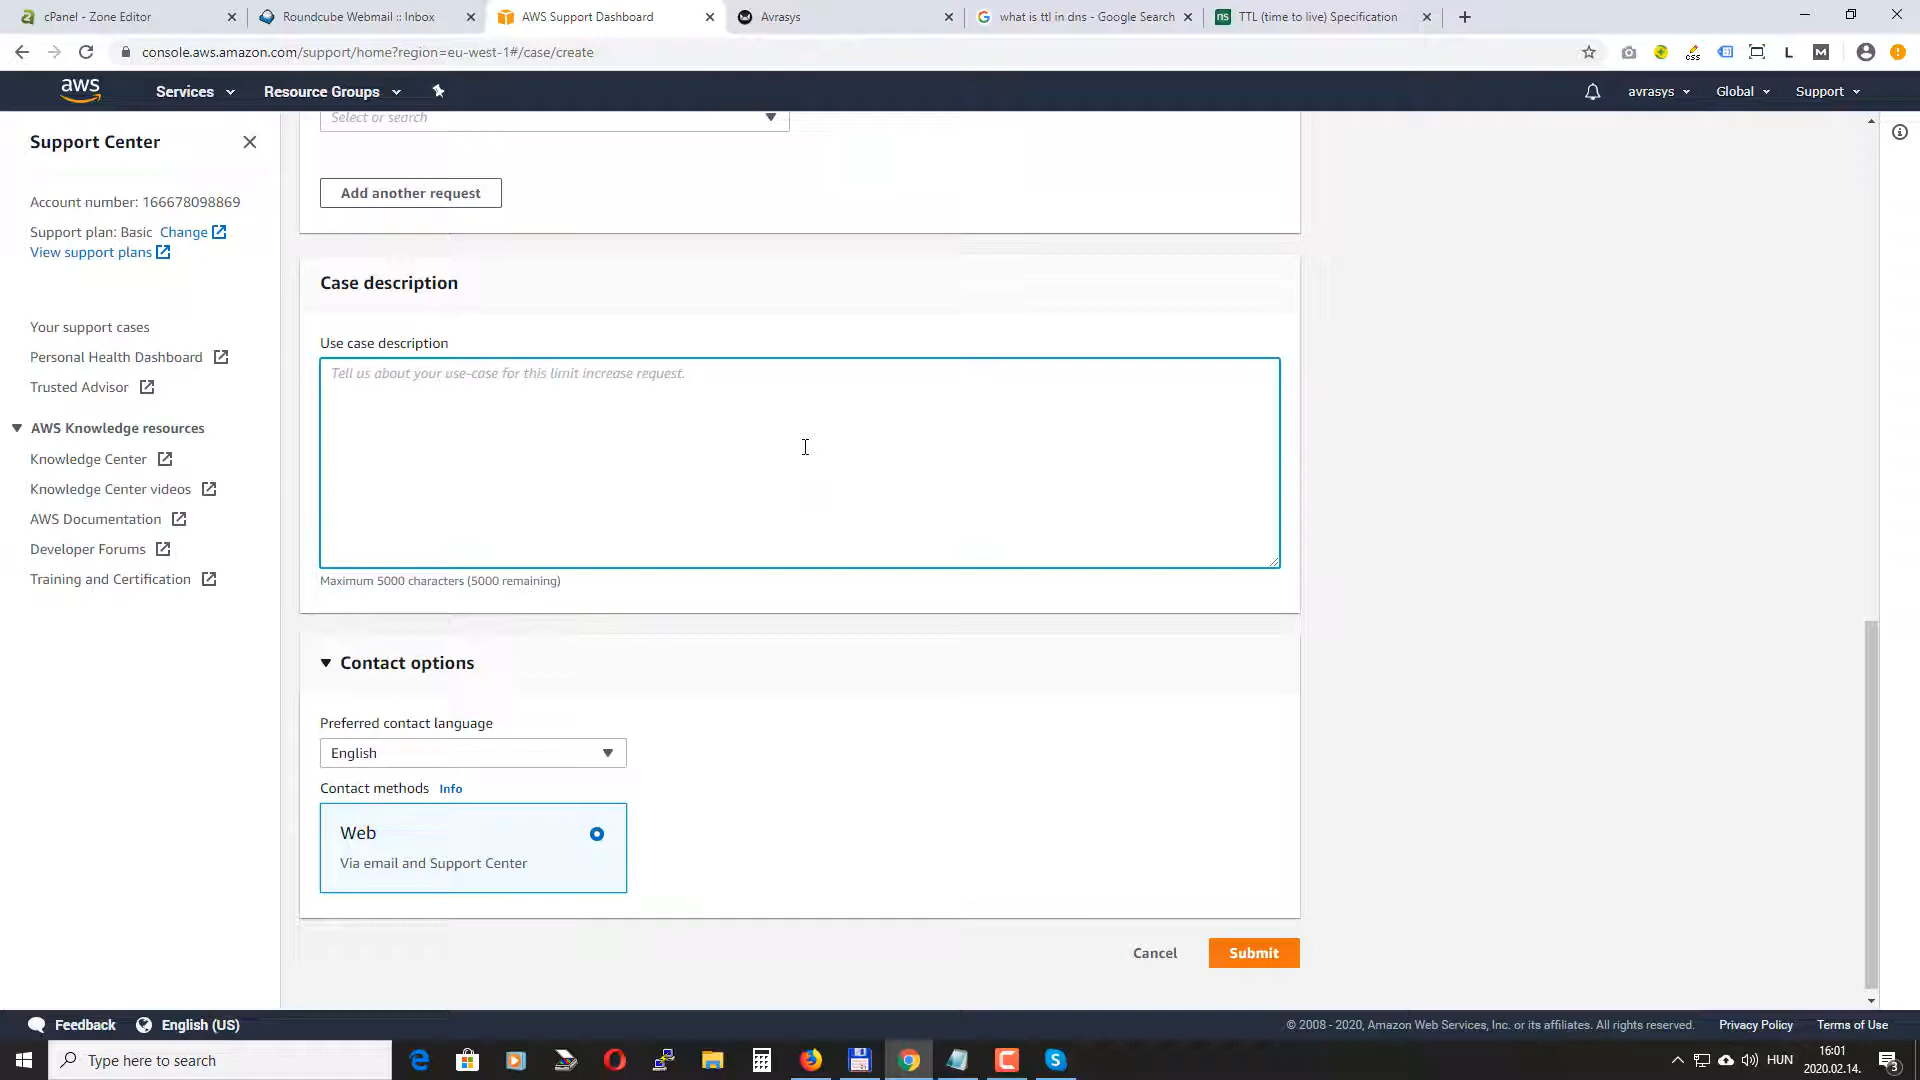 cPanel - Zone Editor
Roundcube Webmail :: Inbox
AWS Support Dashboard
Avrasys
what is ttl in dns - Google Search
ns
TTL (time to live) Specification
console.aws.amazon.com/support/home?region=eu-west-1#/case/create
css
L
M
aws
Services
Resource Groups
avrasys
Global
Support
Support Center
Account number: 166678098869
Support plan: Basic Change
View support plans
Your support cases
Personal Health Dashboard
Trusted Advisor
AWS Knowledge resources
Knowledge Center
Knowledge Center videos
AWS Documentation
Developer Forums
Training and Certification
Select or search
Add another request
Case description
Use case description
Tell us about your use-case for this limit increase request.
Maximum 5000 characters (5000 remaining)
Contact options
Preferred contact language
English
Contact methods Info
Web
Via email and Support Center
Cancel
Submit
Feedback
English (US)
© 2008 - 2020, Amazon Web Services, Inc. or its affiliates. All rights reserved.
Privacy Policy
Terms of Use
Type here to search
HUN
16:01
2020.02.14.
3